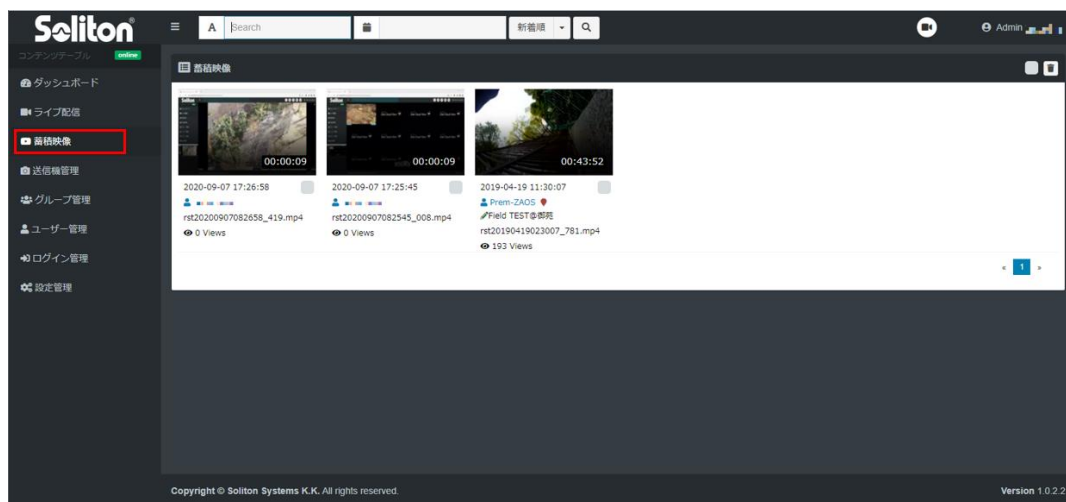 Soliton®
A Search 新着順 Admin
コンテンツテーブル online
ダッシュボード
ライブ配信
蓄積映像
送信機管理
グループ管理
ユーザー管理
ログイン管理
設定管理
蓄積映像
00:00:09
2020-09-07 17:26:58
rst20200907082658_419.mp4
0 Views
00:00:09
2020-09-07 17:25:45
rst20200907082545_008.mp4
0 Views
00:43:52
2019-04-19 11:30:07
Prem-ZAOS
Field TEST@御苑
rst20190419023007_781.mp4
193 Views
« 1 »
Copyright © Soliton Systems K.K. All rights reserved.
Version 1.0.2.2